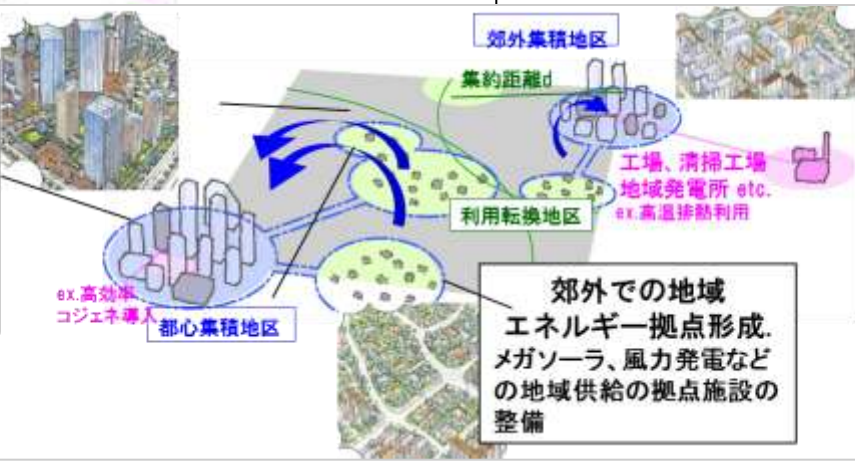 郊外集積地区
集約距離d
工場、清掃工場
地域発電所 etc.
ex.高温排熱利用
利用転換地区
ex.高効率
コジェネ導入
都心集積地区
郊外での地域
エネルギー拠点形成.
メガソーラ、風力発電など
の地域供給の拠点施設の
整備